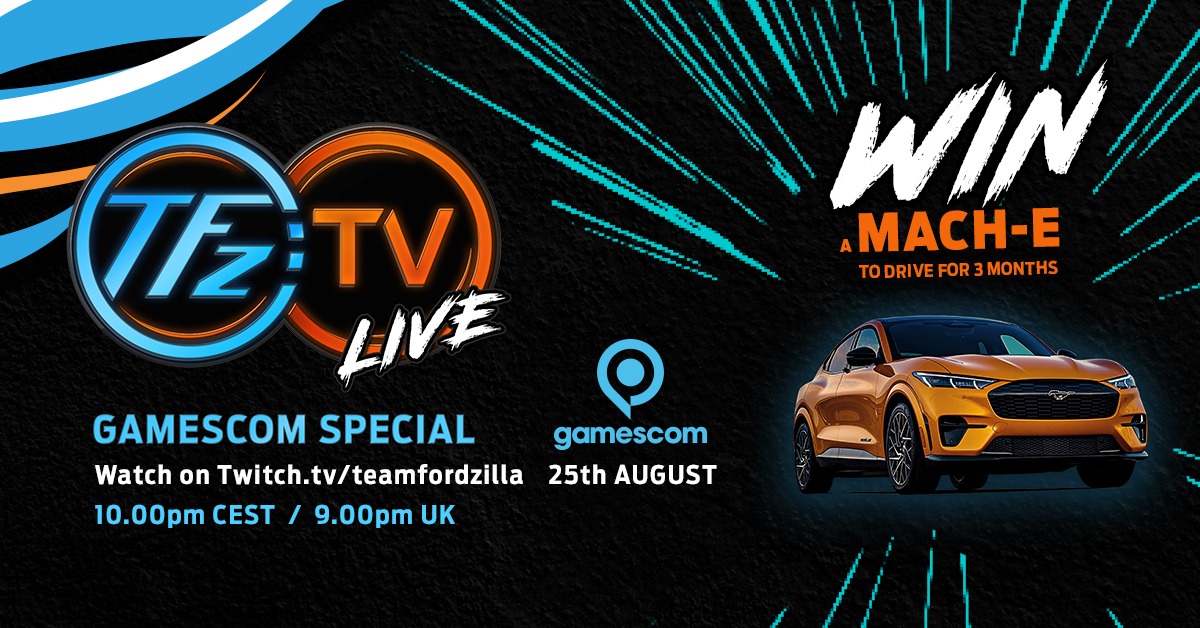 TFz TV
LIVE
GAMESCOM SPECIAL
Watch on Twitch.tv/teamfordzilla
10.00pm CEST / 9.00pm UK
gamescom
25th AUGUST
WIN
A MACH-E
TO DRIVE FOR 3 MONTHS